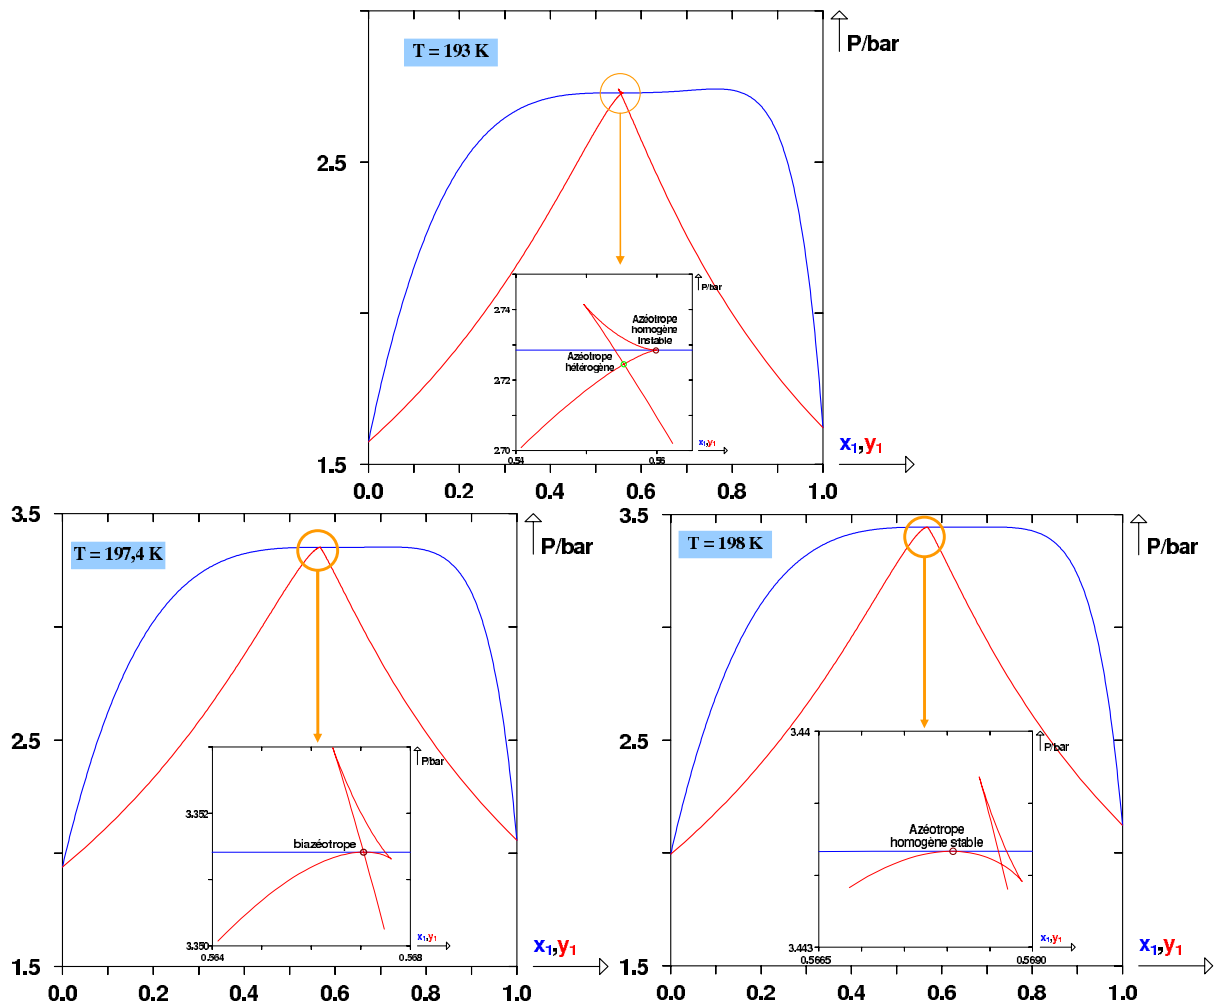 T = 193 K
P/bar
2.5
1.5
0.0 0.2 0.4 0.6 0.8 1.0
x1,y1
P/bar
2.74
2.72
2.70
0.54 0.56
x1,y1
Azéotrope
homogène
instable
Azéotrope
hétérogène
T = 197,4 K
P/bar
3.5
2.5
1.5
0.0 0.2 0.4 0.6 0.8 1.0
x1,y1
P/bar
3.352
3.350
0.564 0.568
x1,y1
biazéotrope
T = 198 K
P/bar
3.5
2.5
1.5
0.0 0.2 0.4 0.6 0.8 1.0
x1,y1
P/bar
3.44
3.443
0.5665 0.5690
x1,y1
Azéotrope
homogène stable